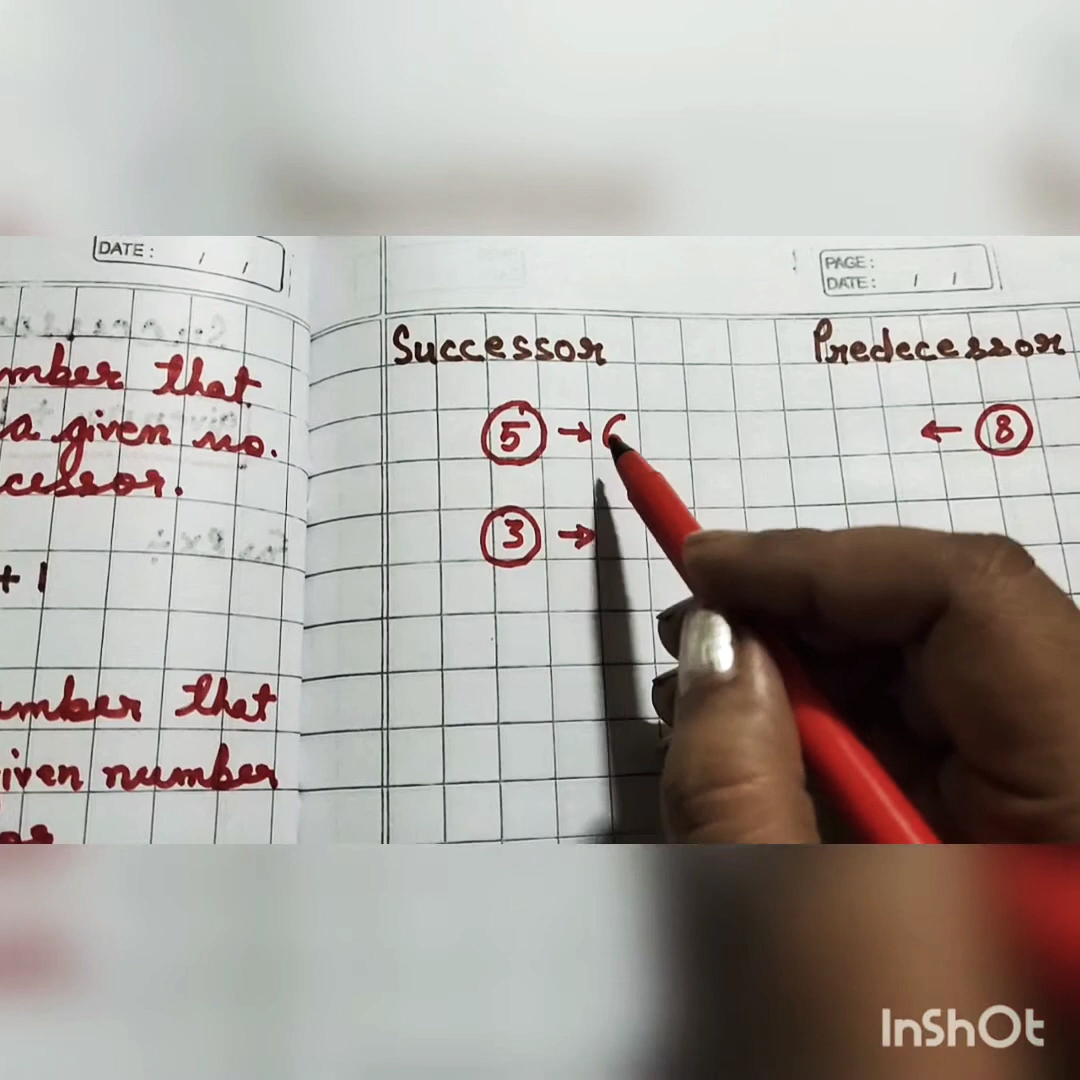 DATE: / /
mber that
a given no.
cessor.
+ 1
mber that
iven number
PAGE:
DATE: / /
Successor Predecessor
5 → 6 ← 8
3 →
InShOt